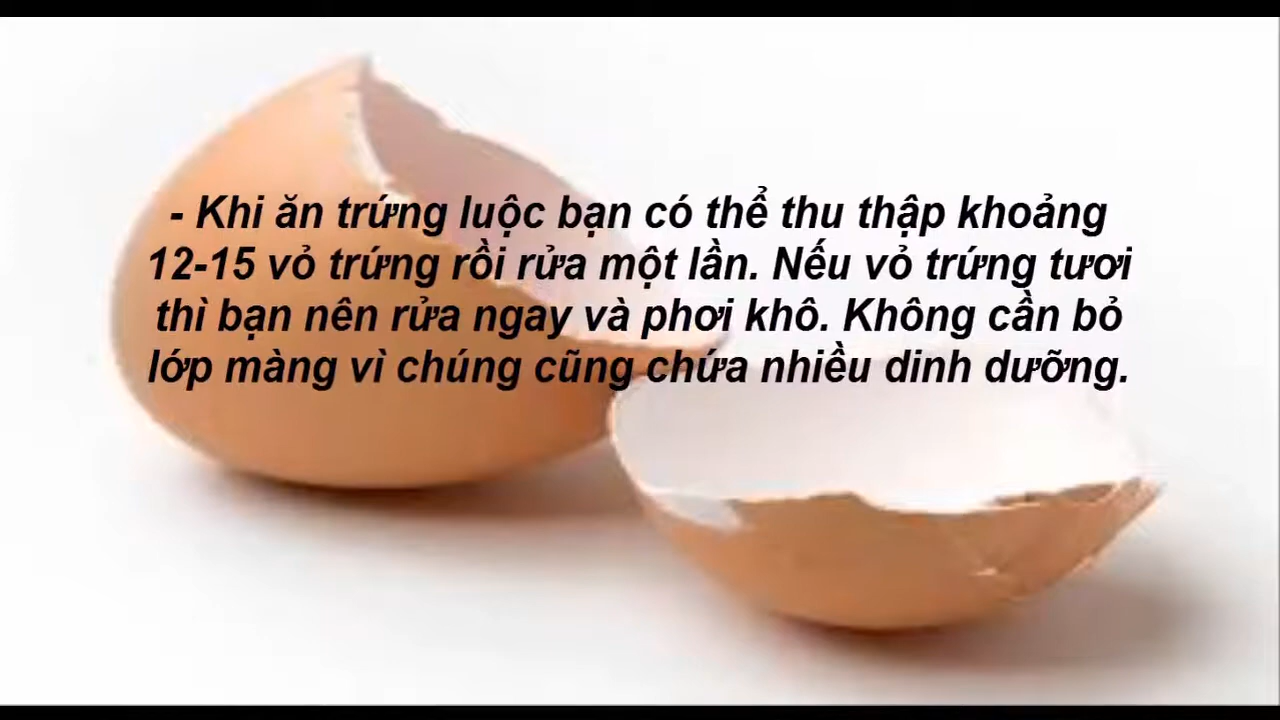 - Khi ăn trứng luộc bạn có thể thu thập khoảng
12-15 vỏ trứng rồi rửa một lần. Nếu vỏ trứng tươi
thì bạn nên rửa ngay và phơi khô. Không cần bỏ
lớp màng vì chúng cũng chứa nhiều dinh dưỡng.